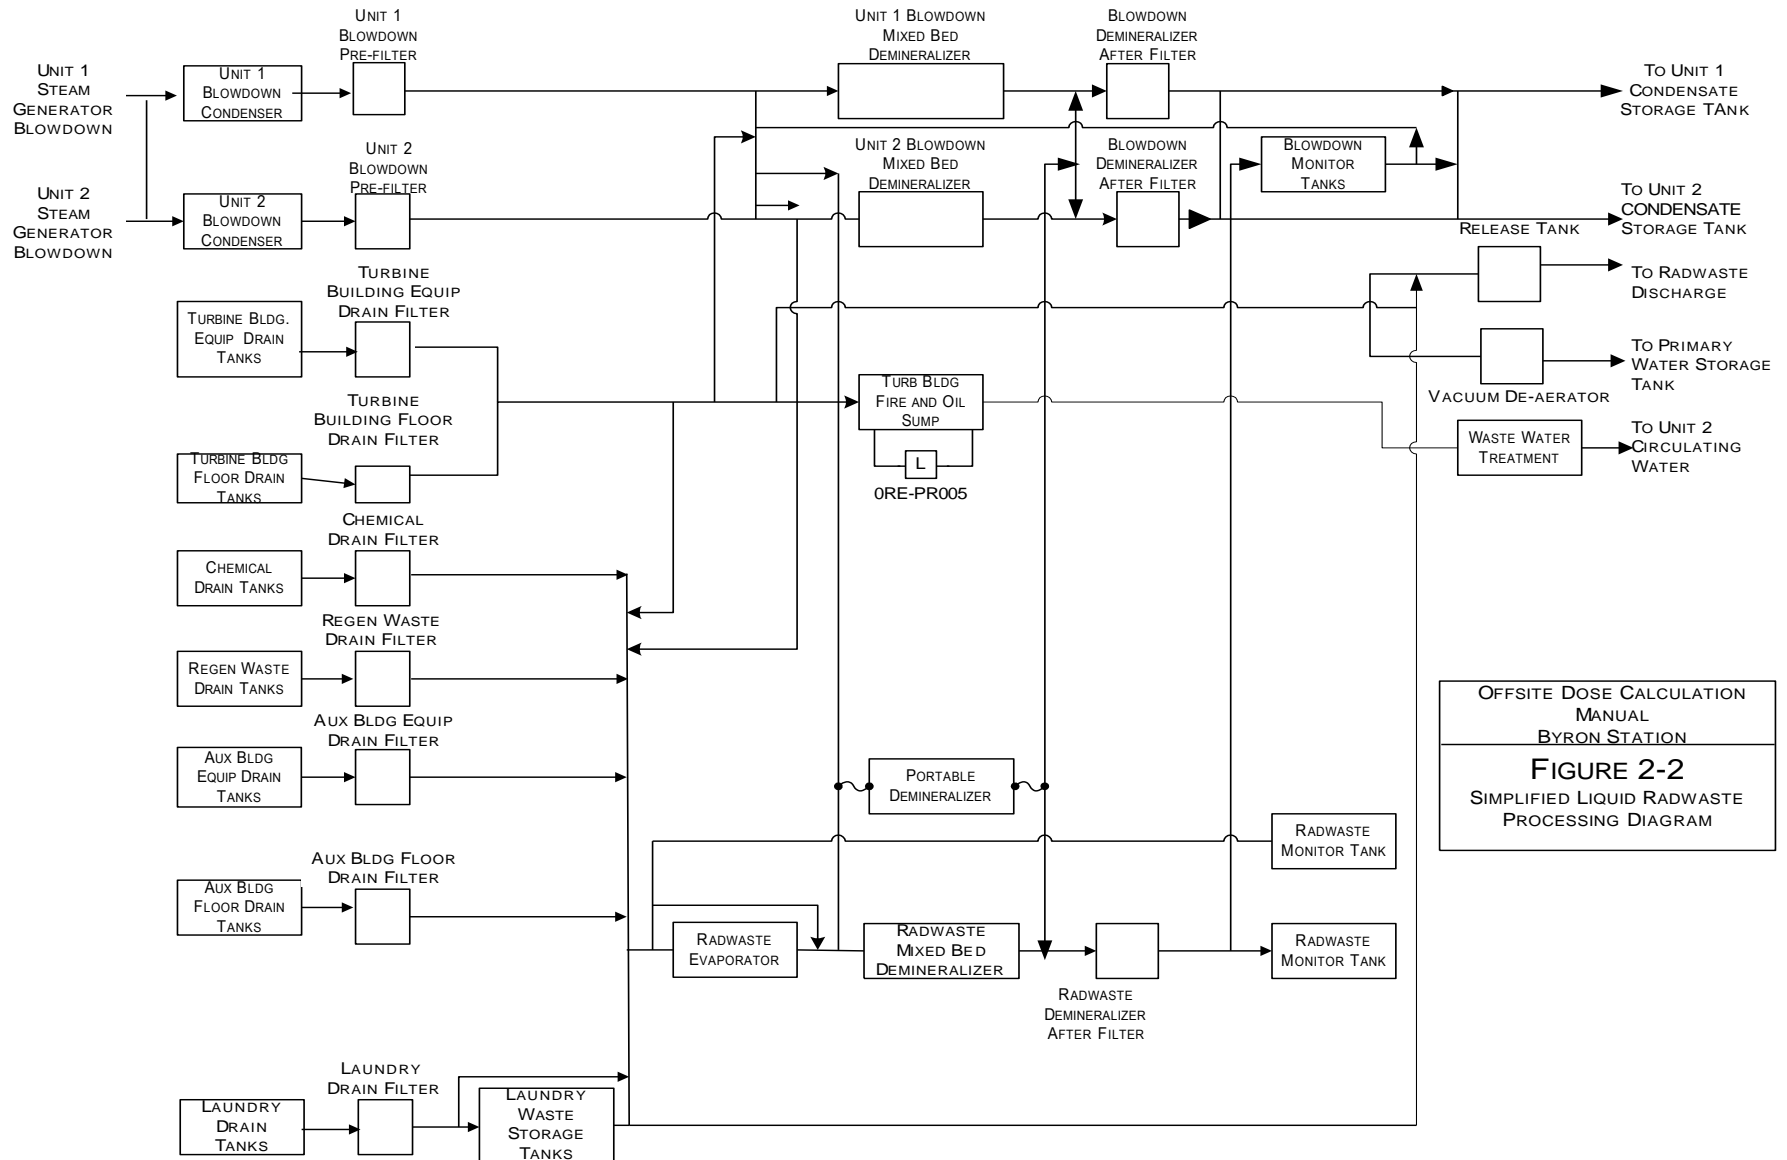 UNIT 1
BLOWDOWN
PRE-FILTER
UNIT 1 BLOWDOWN
MIXED BED
DEMINERALIZER
BLOWDOWN
DEMINERALIZER
AFTER FILTER
UNIT 1
STEAM
GENERATOR
BLOWDOWN
UNIT 1
BLOWDOWN
CONDENSER
TO UNIT 1
CONDENSATE
STORAGE TANK
UNIT 2
BLOWDOWN
PRE-FILTER
UNIT 2 BLOWDOWN
MIXED BED
DEMINERALIZER
BLOWDOWN
DEMINERALIZER
AFTER FILTER
BLOWDOWN
MONITOR
TANKS
UNIT 2
STEAM
GENERATOR
BLOWDOWN
UNIT 2
BLOWDOWN
CONDENSER
TO UNIT 2
CONDENSATE
STORAGE TANK
RELEASE TANK
TO RADWASTE
DISCHARGE
TURBINE
BUILDING EQUIP
DRAIN FILTER
TURBINE BLDG.
EQUIP DRAIN
TANKS
TO PRIMARY
WATER STORAGE
TANK
VACUUM DE-AERATOR
TURBINE
BUILDING FLOOR
DRAIN FILTER
TURB BLDG
FIRE AND OIL
SUMP
L
0RE-PR005
WASTE WATER
TREATMENT
TO UNIT 2
CIRCULATING
WATER
TURBINE BLDG
FLOOR DRAIN
TANKS
CHEMICAL
DRAIN FILTER
CHEMICAL
DRAIN TANKS
REGEN WASTE
DRAIN FILTER
REGEN WASTE
DRAIN TANKS
AUX BLDG EQUIP
DRAIN FILTER
AUX BLDG
EQUIP DRAIN
TANKS
PORTABLE
DEMINERALIZER
OFFSITE DOSE CALCULATION
MANUAL
BYRON STATION
FIGURE 2-2
SIMPLIFIED LIQUID RADWASTE
PROCESSING DIAGRAM
RADWASTE
MONITOR TANK
AUX BLDG FLOOR
DRAIN FILTER
AUX BLDG
FLOOR DRAIN
TANKS
RADWASTE
EVAPORATOR
RADWASTE
MIXED BED
DEMINERALIZER
RADWASTE
MONITOR TANK
RADWASTE
DEMINERALIZER
AFTER FILTER
LAUNDRY
DRAIN FILTER
LAUNDRY
DRAIN
TANKS
LAUNDRY
WASTE
STORAGE
TANKS